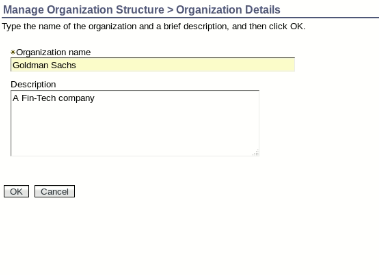 Manage Organization Structure > Organization Details
Type the name of the organization and a brief description, and then click OK.
*Organization name
Goldman Sachs
Description
A Fin-Tech company
OK Cancel